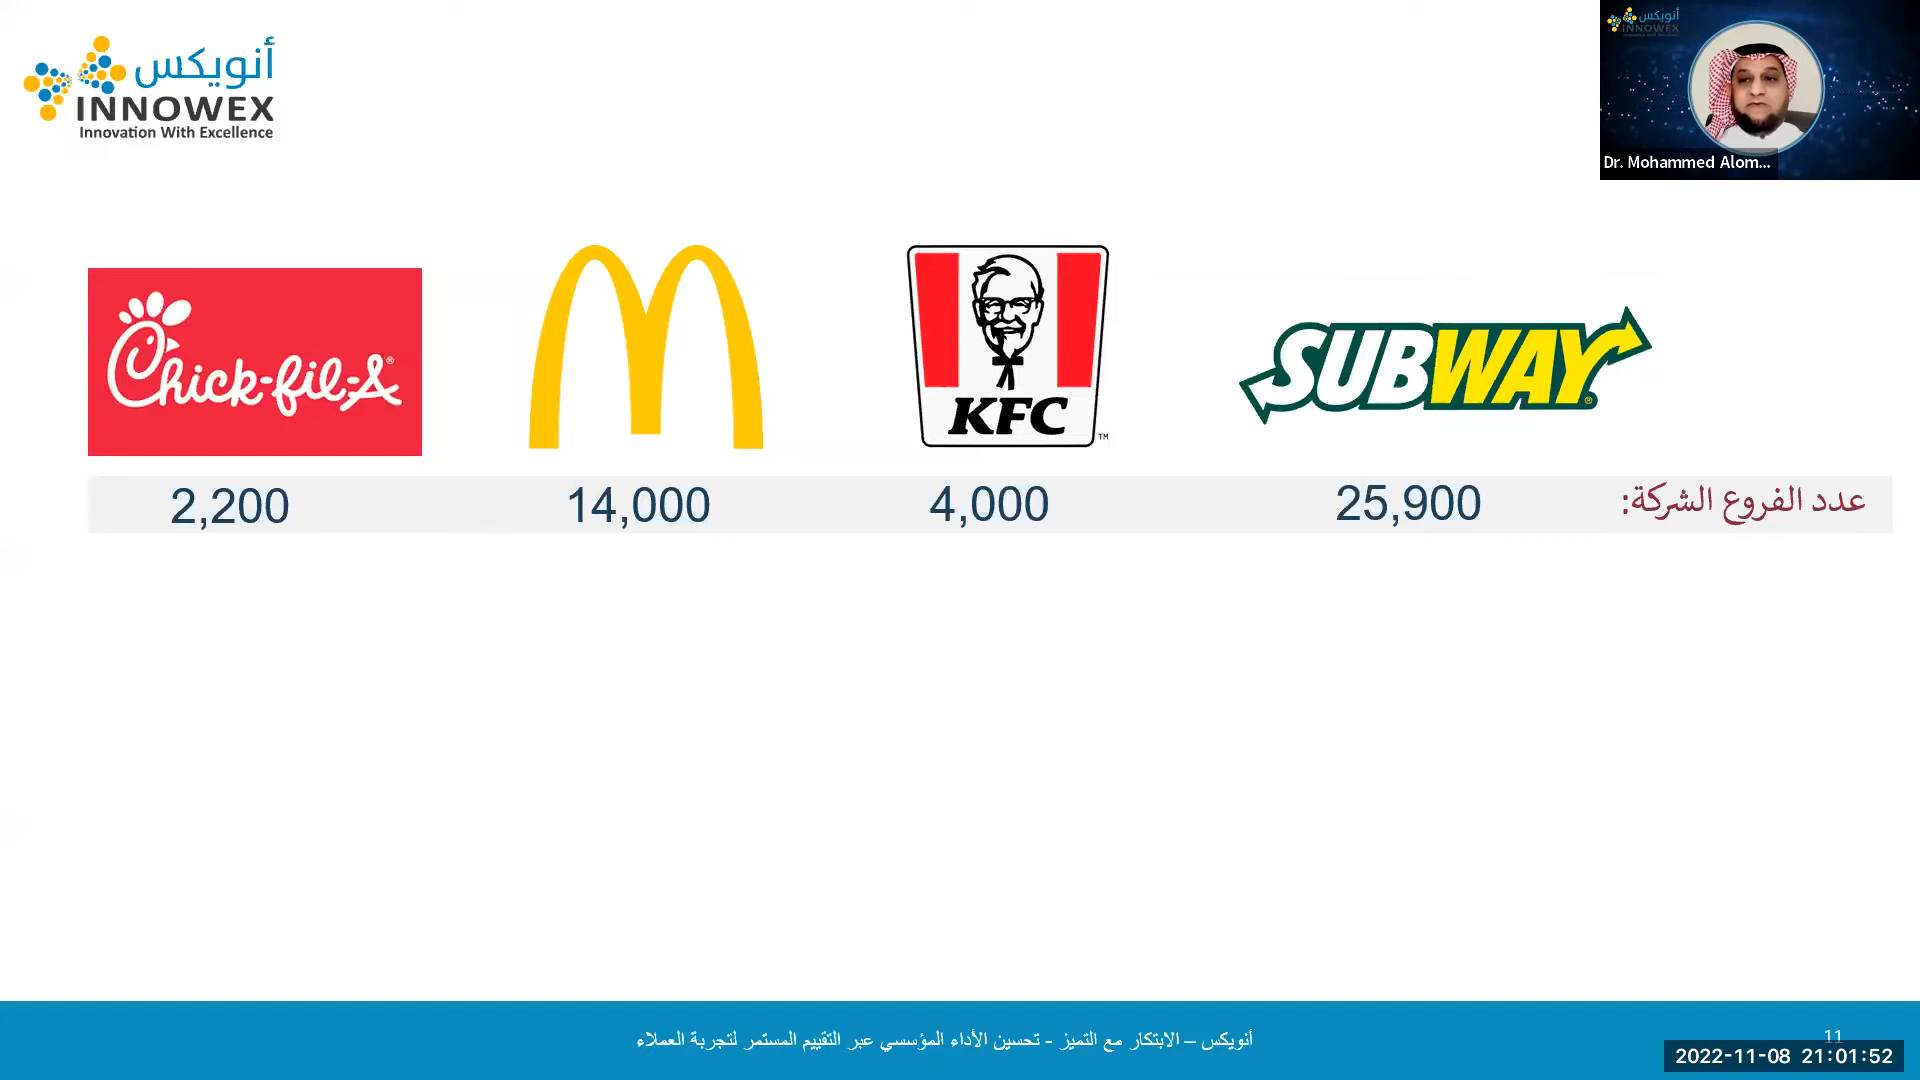 أنويكس
INNOWEX
Innovation With Excellence
أنويكس
INNOWEX
Dr. Mohammed Alom...
Chick-fil-A®
KFC
TM
SUBWAY®
عدد الفروع الشركة:
2,200 14,000 4,000 25,900
أنويكس – الابتكار مع التميز - تحسين الأداء المؤسسي عبر التقييم المستمر لتجربة العملاء
11
2022-11-08 21:01:52